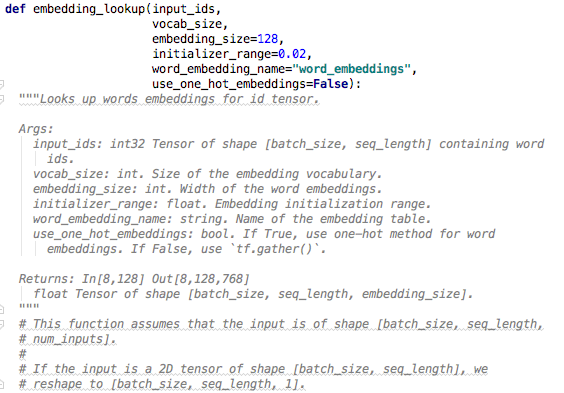 def embedding_lookup(input_ids,
vocab_size,
embedding_size=128,
initializer_range=0.02,
word_embedding_name="word_embeddings",
use_one_hot_embeddings=False):
"""Looks up words embeddings for id tensor.
Args:
input_ids: int32 Tensor of shape [batch_size, seq_length] containing word
ids.
vocab_size: int. Size of the embedding vocabulary.
embedding_size: int. Width of the word embeddings.
initializer_range: float. Embedding initialization range.
word_embedding_name: string. Name of the embedding table.
use_one_hot_embeddings: bool. If True, use one-hot method for word
embeddings. If False, use `tf.gather()`.
Returns: In[8,128] Out[8,128,768]
float Tensor of shape [batch_size, seq_length, embedding_size].
"""
# This function assumes that the input is of shape [batch_size, seq_length,
# num_inputs].
#
# If the input is a 2D tensor of shape [batch_size, seq_length], we
# reshape to [batch_size, seq_length, 1].